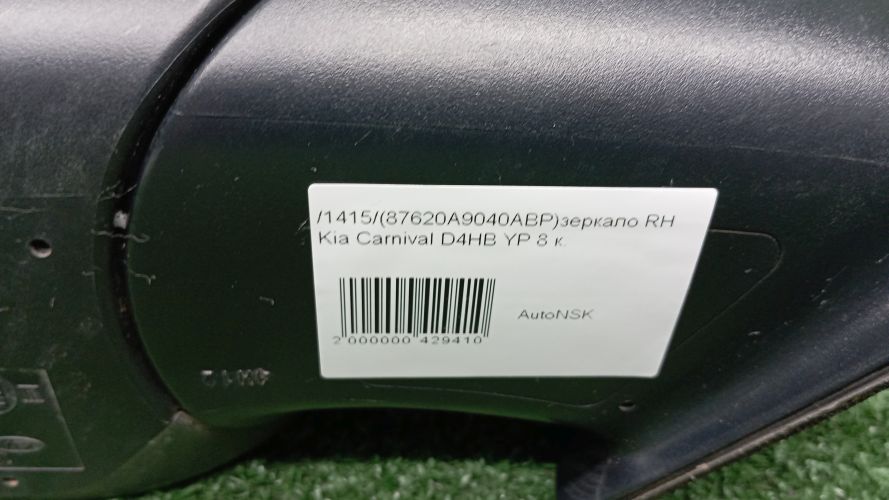 /1415/(87620A9040ABP)зеркало RH
Kia Carnival D4HB YP 8 к.
AutoNSK
2 000000 429410